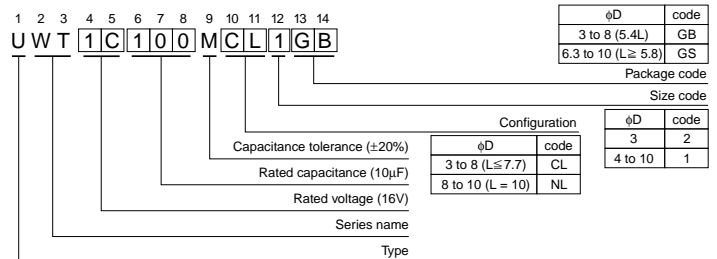 1 2 3 4 5 6 7 8 9 10 11 12 13 14
U W T 1 C 1 0 0 M C L 1 G B
φD code
3 to 8 (5.4L) GB
6.3 to 10 (L≧ 5.8) GS
Package code
Size code
φD code
3 2
4 to 10 1
Configuration
φD code
3 to 8 (L≦7.7) CL
8 to 10 (L = 10) NL
Capacitance tolerance (±20%)
Rated capacitance (10μF)
Rated voltage (16V)
Series name
Type